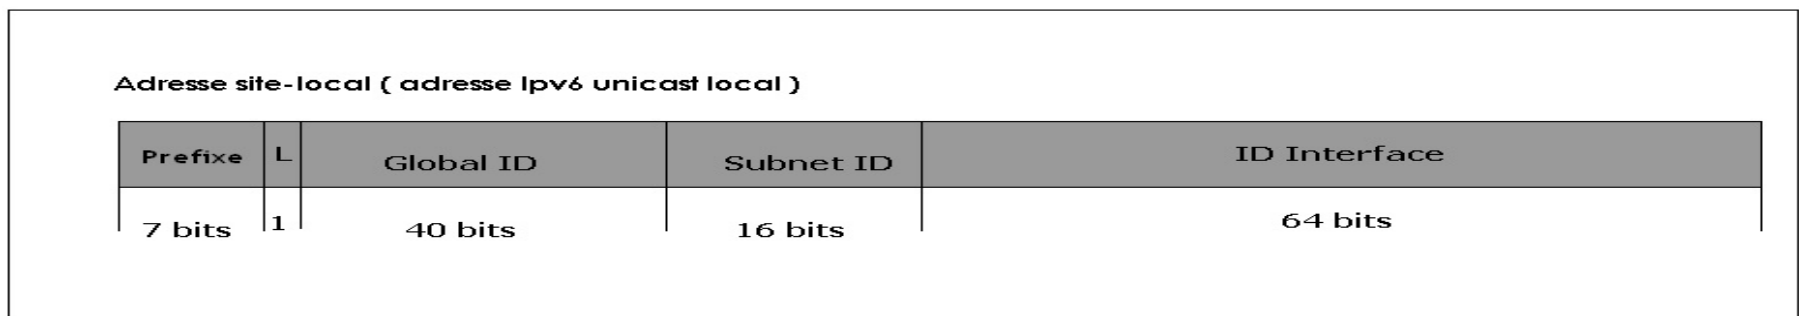 Adresse site-local ( adresse Ipv6 unicast local )
Prefixe L Global ID Subnet ID ID Interface
7 bits 1 40 bits 16 bits 64 bits